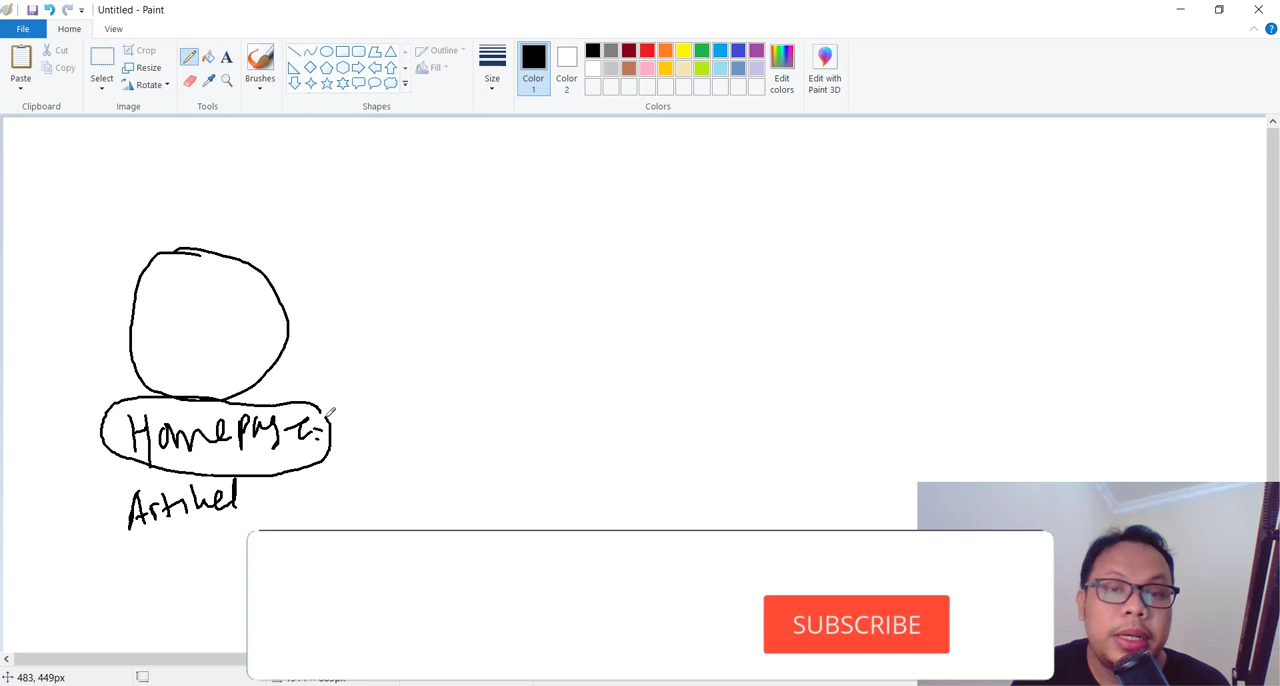 Untitled - Paint
File
Home
View
Paste
Cut
Copy
Clipboard
Select
Crop
Resize
Rotate
Image
Tools
Brushes
Shapes
Outline
Fill
Size
Color 1
Color 2
Colors
Edit colors
Edit with Paint 3D
Homepage
Artikel
SUBSCRIBE
483, 449px